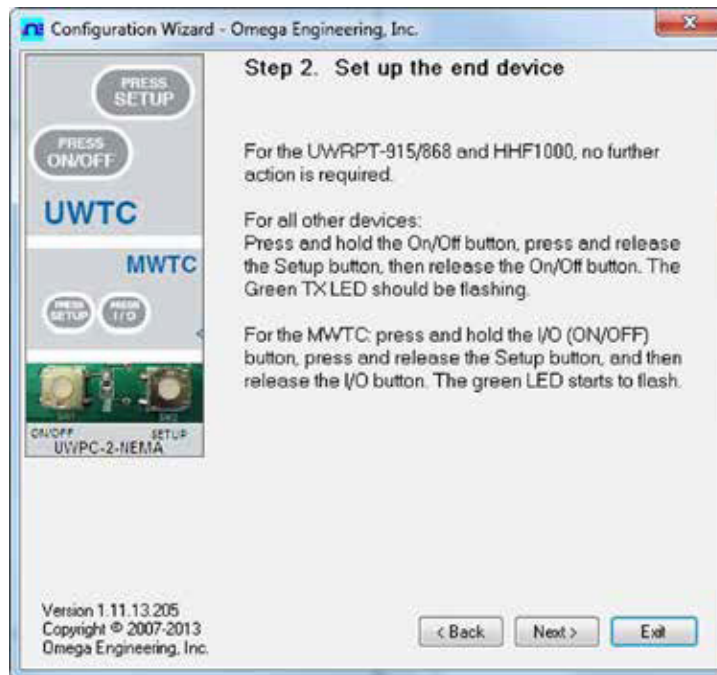 Configuration Wizard - Omega Engineering, Inc.
Step 2. Set up the end device
PRESS
SETUP
PRESS
ON/OFF
UWTC
MWTC
PRESS
SETUP
PRESS
I/O
ON/OFF
SETUP
UWPC-2-NEMA
For the UWRPT-915/868 and HHF1000, no further
action is required.
For all other devices:
Press and hold the On/Off button, press and release
the Setup button, then release the On/Off button. The
Green TX LED should be flashing.
For the MWTC: press and hold the I/O (ON/OFF)
button, press and release the Setup button, and then
release the I/O button. The green LED starts to flash.
Version 1.11.13.205
Copyright © 2007-2013
Omega Engineering, Inc.
< Back
Next >
Exit